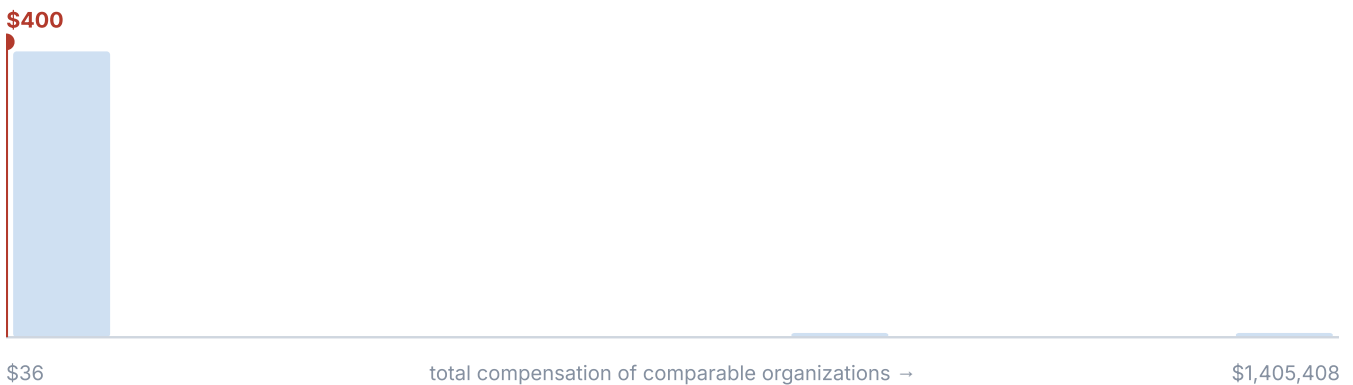 $400
$36
total compensation of comparable organizations →
$1,405,408